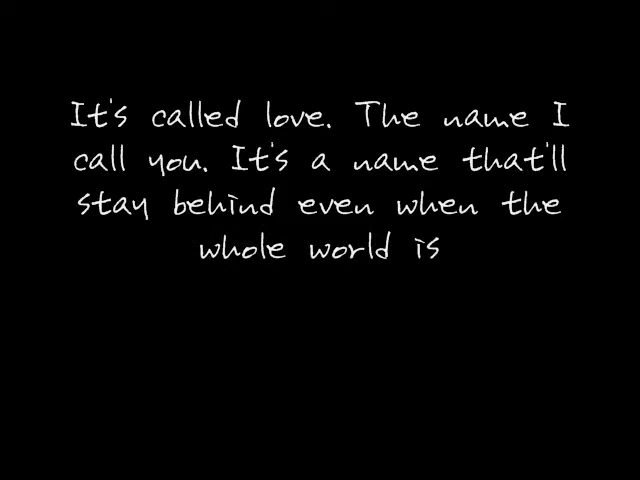 It's called love. The name I
call you. It's a name that'll
stay behind even when the
whole world is